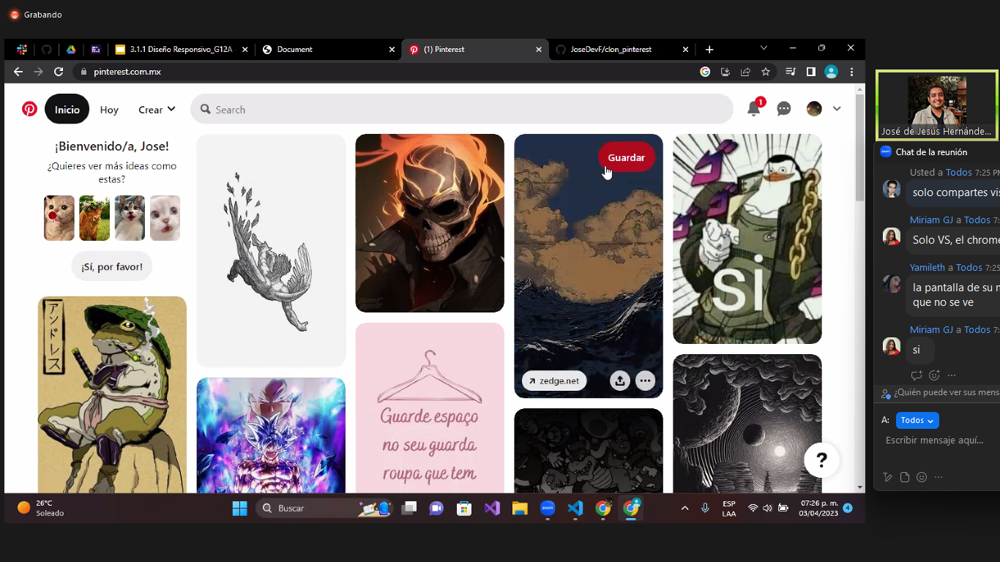 Grabando
3.1.1 Diseño Responsivo_G12A
Document
(1) Pinterest
JoseDevF/clon_pinterest
pinterest.com.mx
Inicio
Hoy
Crear
Search
1
¡Bienvenido/a, Jose!
¿Quieres ver más ideas como
estas?
¡Sí, por favor!
アンドレス
Guarde espaço
no seu guarda
roupa que tem
Guardar
zedge.net
si
?
26°C
Soleado
Buscar
zoom
ESP
LAA
07:26 p. m.
03/04/2023
4
José de Jesús Hernánde...
zoom
Chat de la reunión
Usted a Todos 7:25 PM
solo compartes vis
Miriam GJ a Todos 7:
Solo VS, el chrome
Yamileth a Todos 7:25
la pantalla de su n
que no se ve
Miriam GJ a Todos 7:
si
¿Quién puede ver sus mens
A:
Todos
Escribir mensaje aquí...